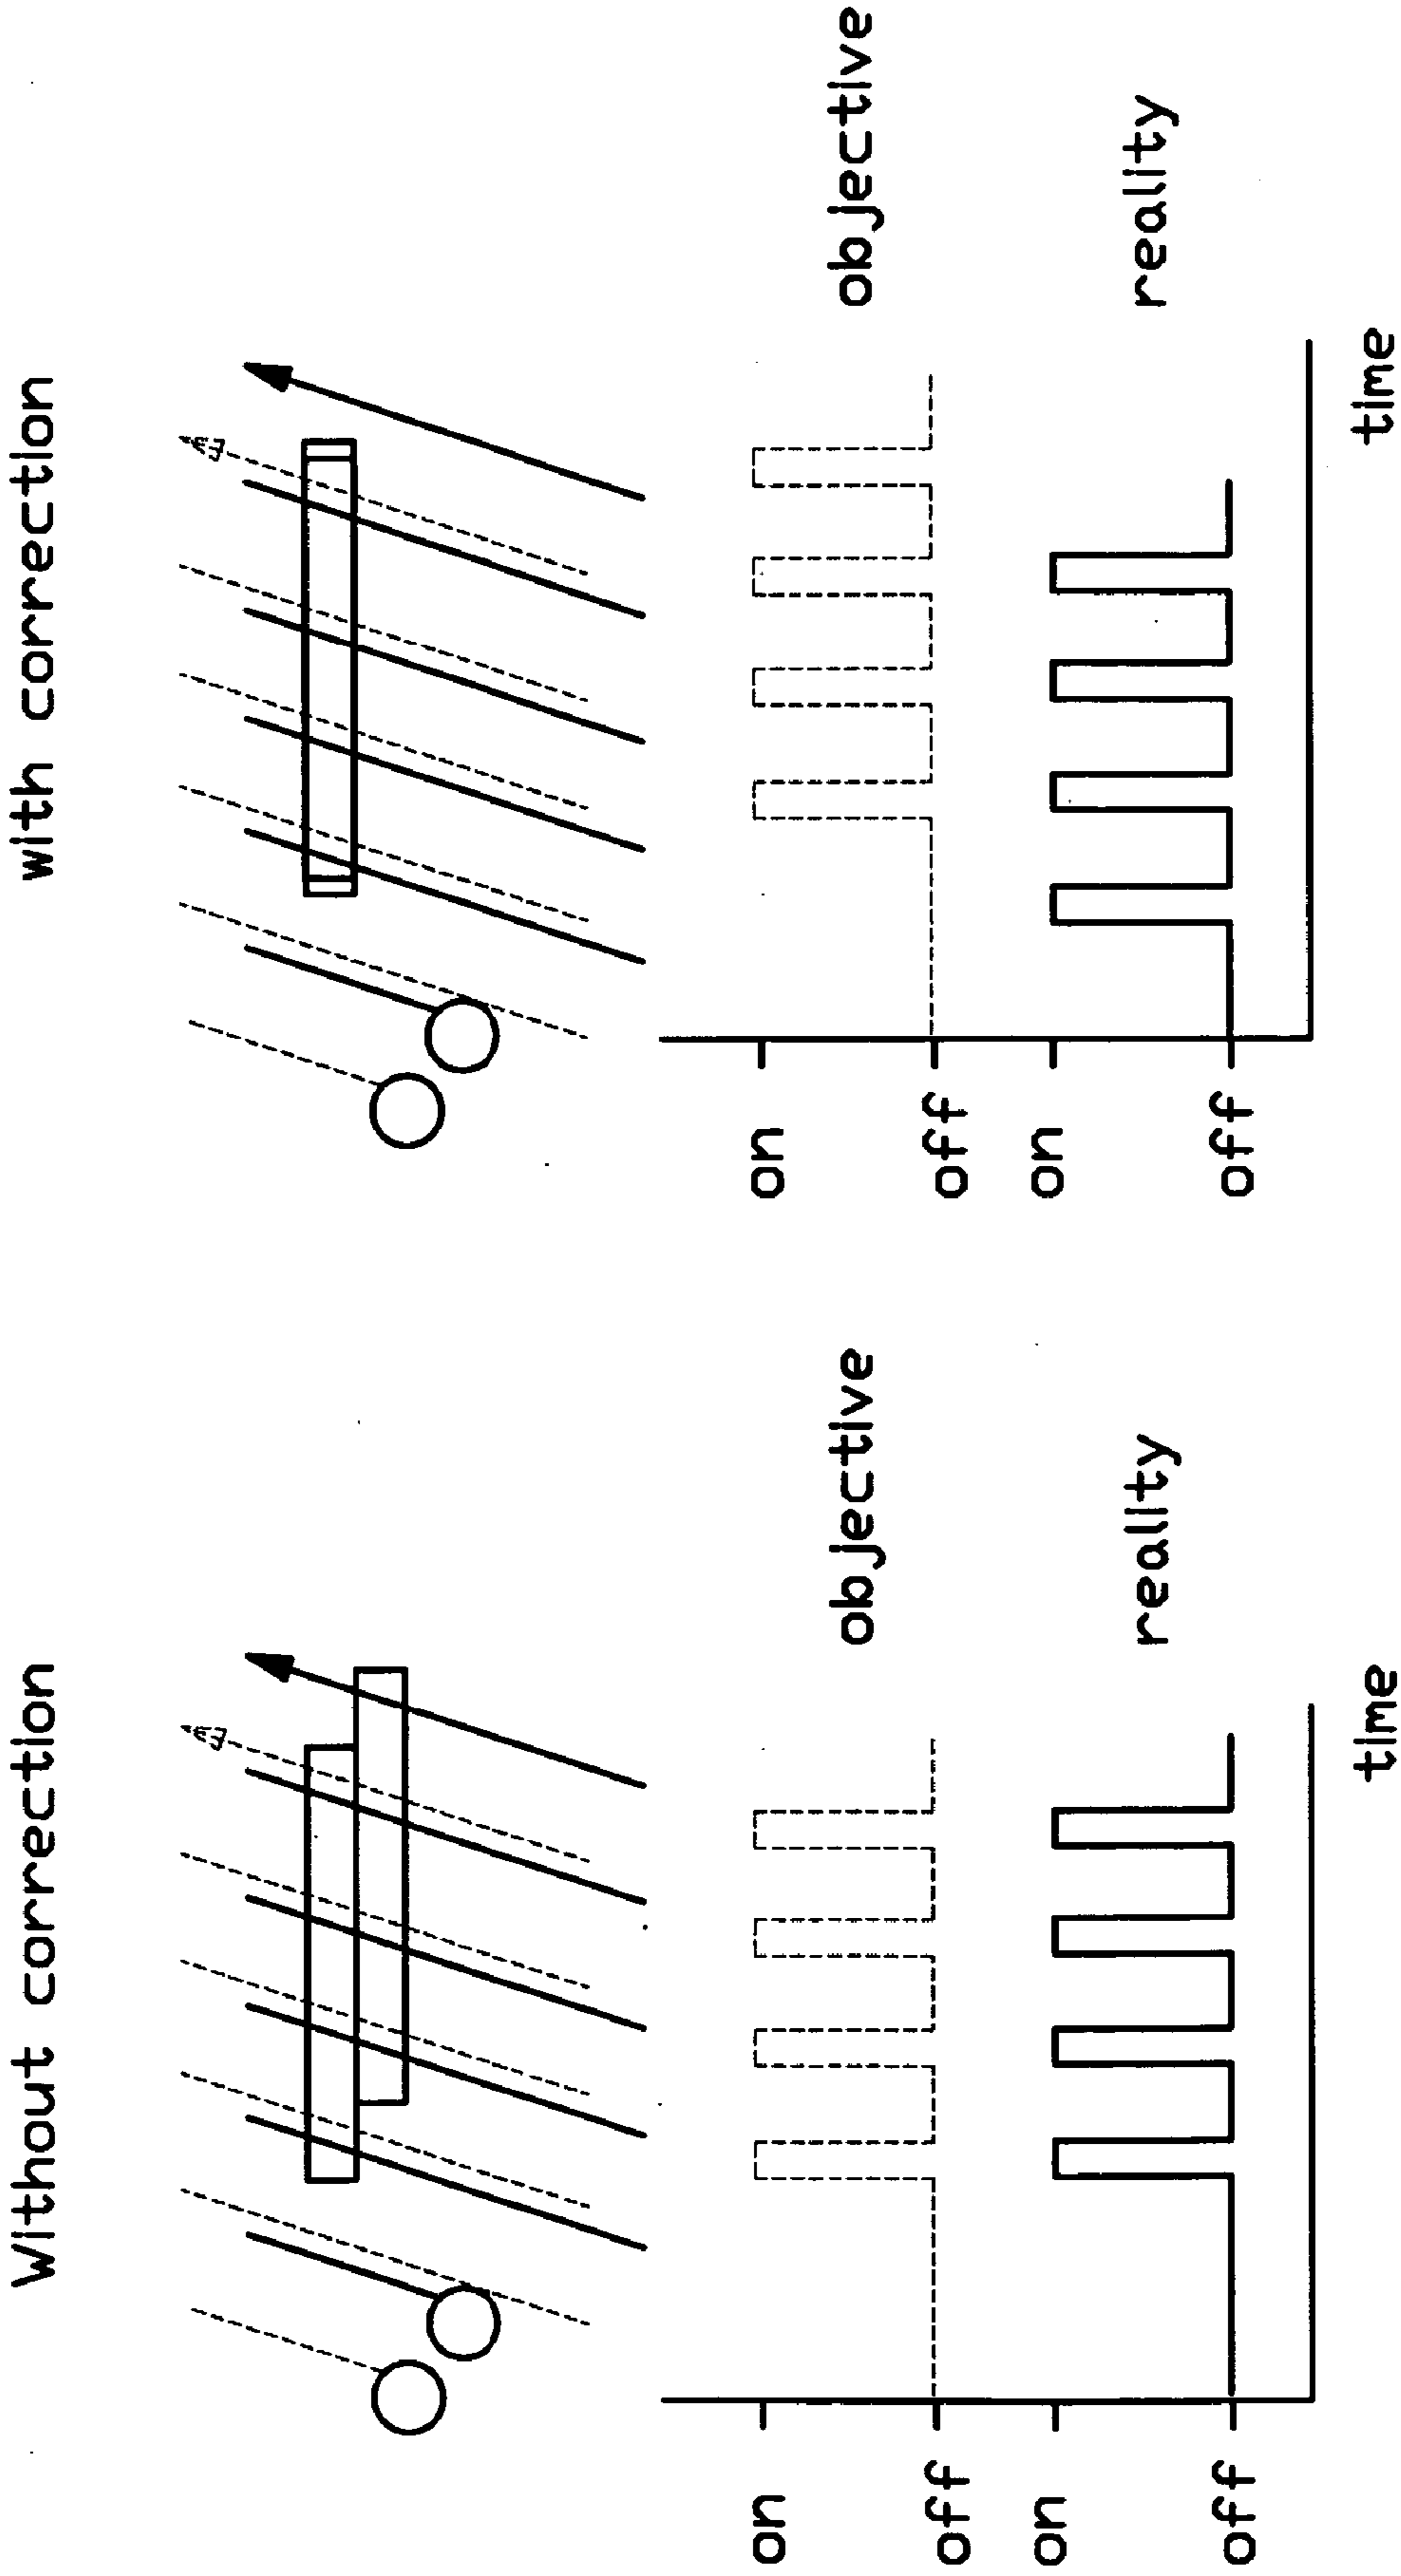 Without correction
on
off
objective
on
off
reality
time
with correction
on
off
objective
on
off
reality
time